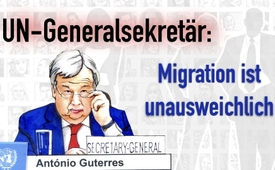 UN-Generalsekretär:
Migration ist
unausweichlich
SECRETARY-GENERAL
António Guterres